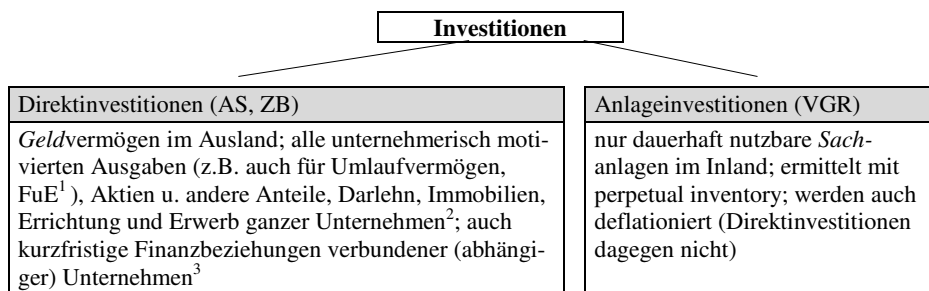 Investitionen
Direktinvestitionen (AS, ZB)
Geldvermögen im Ausland; alle unternehmerisch moti-
vierten Ausgaben (z.B. auch für Umlaufvermögen,
FuE1), Aktien u. andere Anteile, Darlehn, Immobilien,
Errichtung und Erwerb ganzer Unternehmen2; auch
kurzfristige Finanzbeziehungen verbundener (abhängi-
ger) Unternehmen3
Anlageinvestitionen (VGR)
nur dauerhaft nutzbare Sach-
anlagen im Inland; ermittelt mit
perpetual inventory; werden auch
deflationiert (Direktinvestitionen
dagegen nicht)